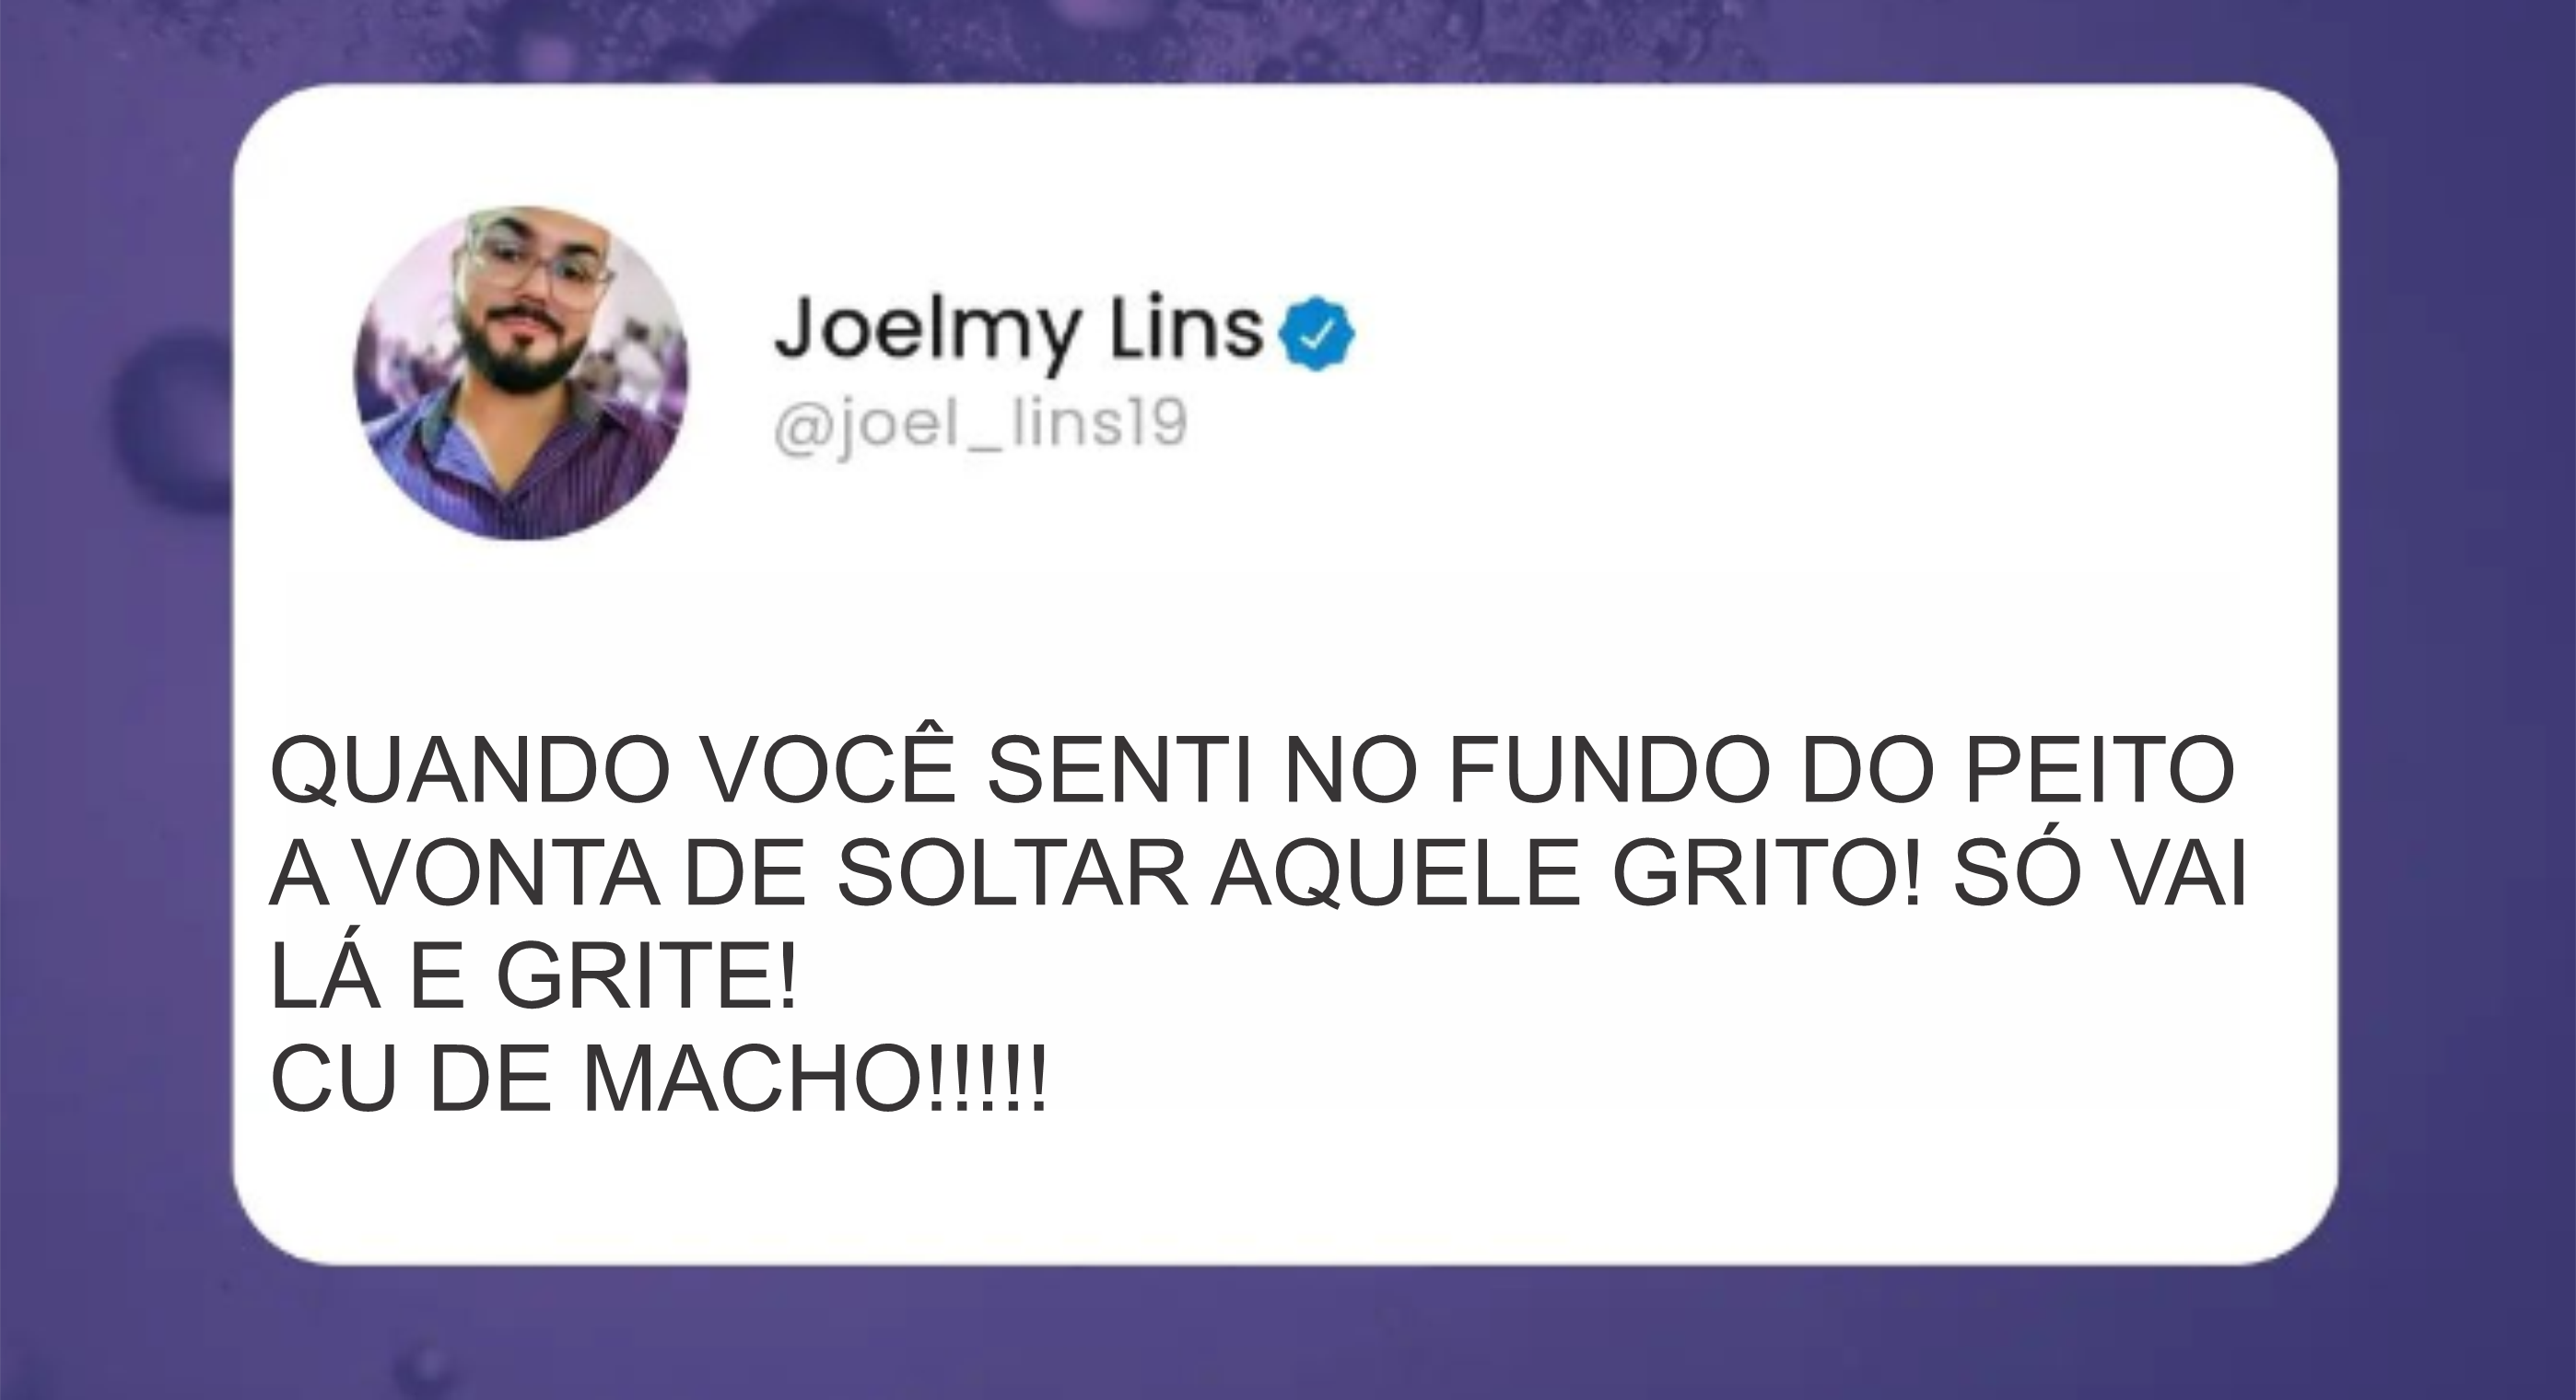 Joelmy Lins
@joel_lins19
QUANDO VOCÊ SENTI NO FUNDO DO PEITO
A VONTA DE SOLTAR AQUELE GRITO! SÓ VAI
LÁ E GRITE!
CU DE MACHO!!!!!